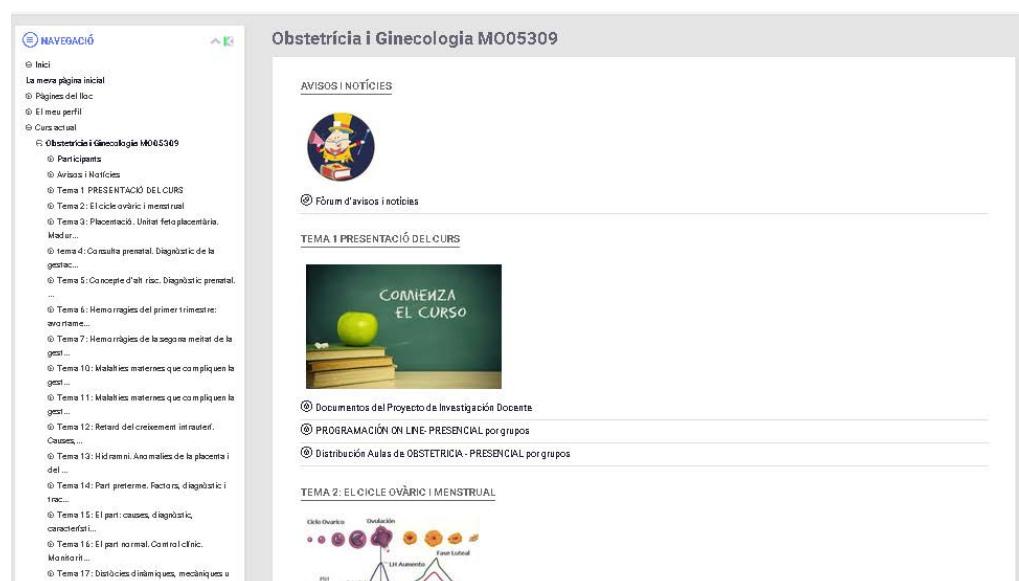 NAVEGACIÓ
Inici
La meva pàgina inicial
Pàgines del lloc
El meu perfil
Curs actual
Obstetrícia i Ginecologia MO05309
Participants
Avisos i Notícies
Tema 1 PRESENTACIÓ DEL CURS
Tema 2: El cicle ovàric i menstrual
Tema 3: Placentació. Unitat fetoplacentària.
Madur...
tema 4: Consulta prenatal. Diagnòstic de la
gestac...
Tema 5: Concepte d'alt risc. Diagnòstic prenatal.
...
Tema 6: Hemorragies del primer trimestre:
avortame...
Tema 7: Hemorràgies de la segona meitat de la
gest...
Tema 10: Malalties maternes que compliquen la
gest...
Tema 11: Malalties maternes que compliquen la
gest...
Tema 12: Retard del creixement intrauterí.
Causes,...
Tema 13: Hidramni. Anomalies de la placenta i
del ...
Tema 14: Part preterme. Factors, diagnòstic i
trac...
Tema 15: El part: causes, diagnòstic,
característi...
Tema 16: El part normal. Control clínic.
Monitorit...
Tema 17: Distòcies dinàmiques, mecàniques u
Obstetrícia i Ginecologia MO05309
AVISOS I NOTÍCIES
Fòrum d'avisos i notícies
TEMA 1 PRESENTACIÓ DEL CURS
COMIENZA
EL CURSO
Documentos del Proyecto de Investigación Docente
PROGRAMACIÓN ON LINE- PRESENCIAL por grupos
Distribución Aulas de OBSTETRICIA - PRESENCIAL por grupos
TEMA 2: EL CICLE OVÀRIC I MENSTRUAL
Ciclo Ovarico
Ovulación
Fase Luteal
LH Aumento